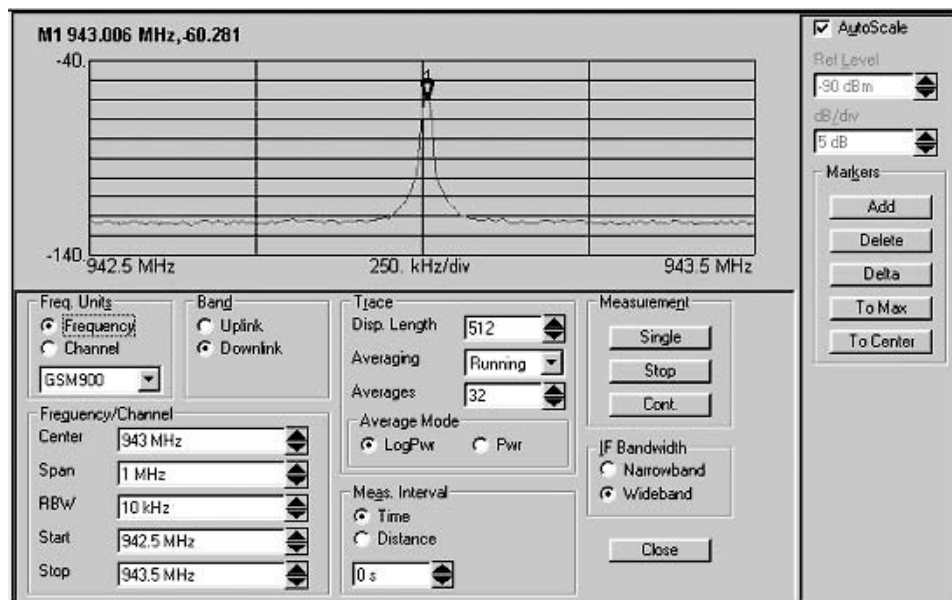 M1 943.006 MHz,-60.281
-40.
-140.
942.5 MHz
250. kHz/div
943.5 MHz
AutoScale
Ref Level
-90 dBm
dB/div
5 dB
Markers
Add
Delete
Delta
To Max
To Center
Freq. Units
Frequency
Channel
GSM900
Band
Uplink
Downlink
Trace
Disp. Length
512
Averaging
Running
Averages
32
Average Mode
LogPwr
Pwr
Measurement
Single
Stop
Cont.
Frequency/Channel
Center
943 MHz
Span
1 MHz
RBW
10 kHz
Start
942.5 MHz
Stop
943.5 MHz
Meas. Interval
Time
Distance
0 s
IF Bandwidth
Narrowband
Wideband
Close